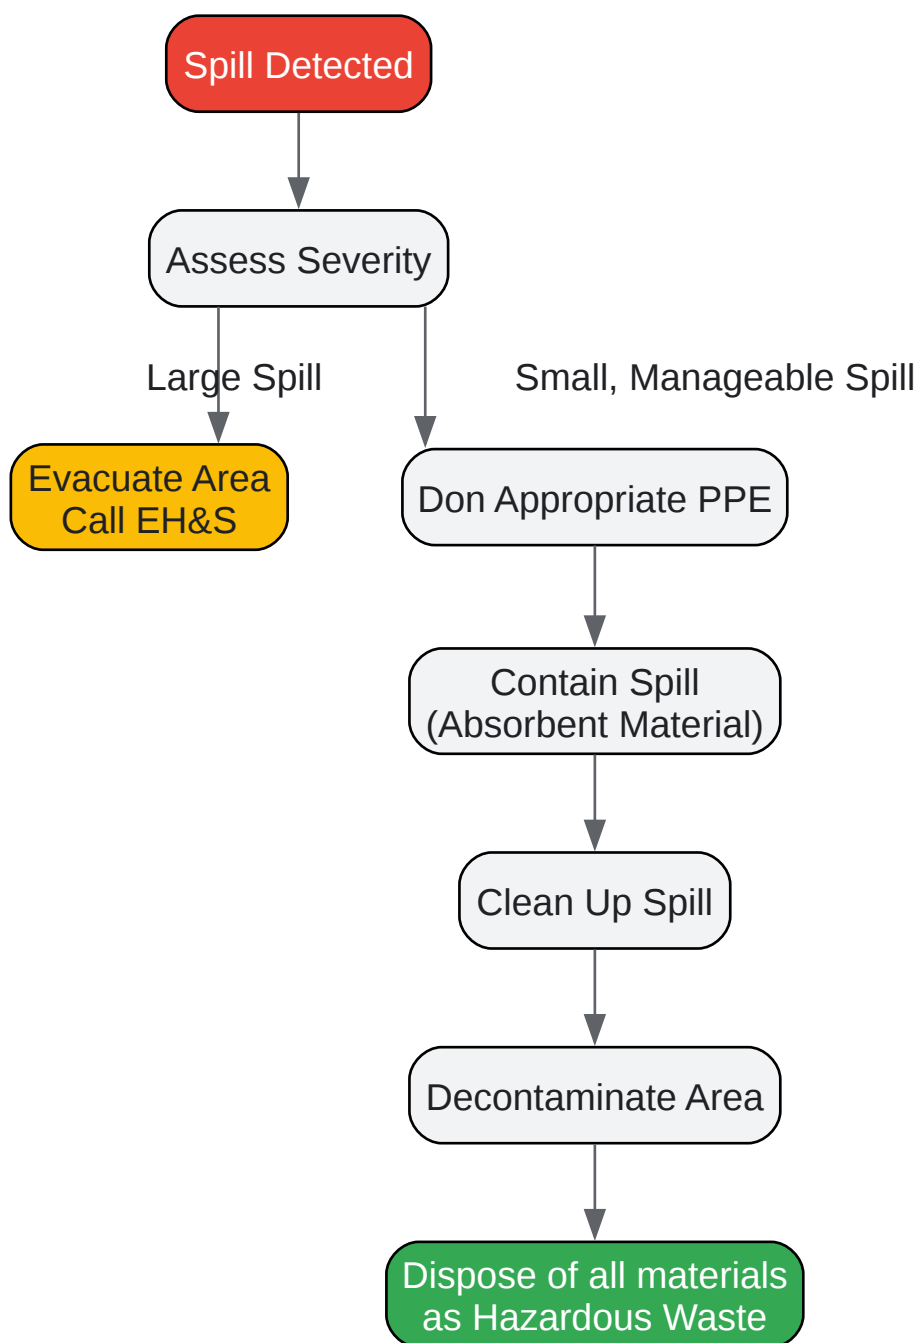 Spill Detected
Assess Severity
Large Spill
Small, Manageable Spill
Evacuate Area
Call EH&S
Don Appropriate PPE
Contain Spill
(Absorbent Material)
Clean Up Spill
Decontaminate Area
Dispose of all materials
as Hazardous Waste